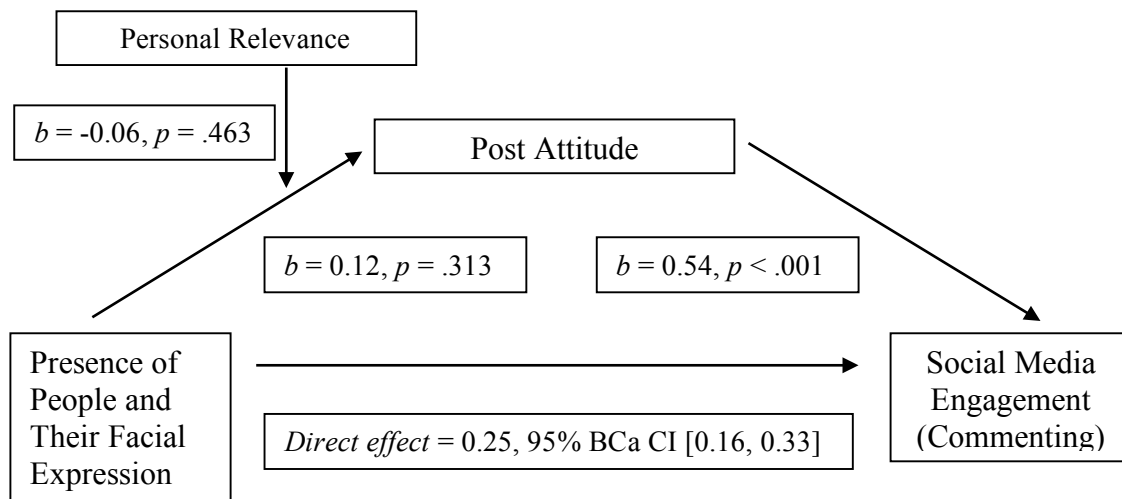 Personal Relevance
b = -0.06, p = .463
Post Attitude
b = 0.12, p = .313
b = 0.54, p < .001
Presence of
People and
Their Facial
Expression
Direct effect = 0.25, 95% BCa CI [0.16, 0.33]
Social Media
Engagement
(Commenting)